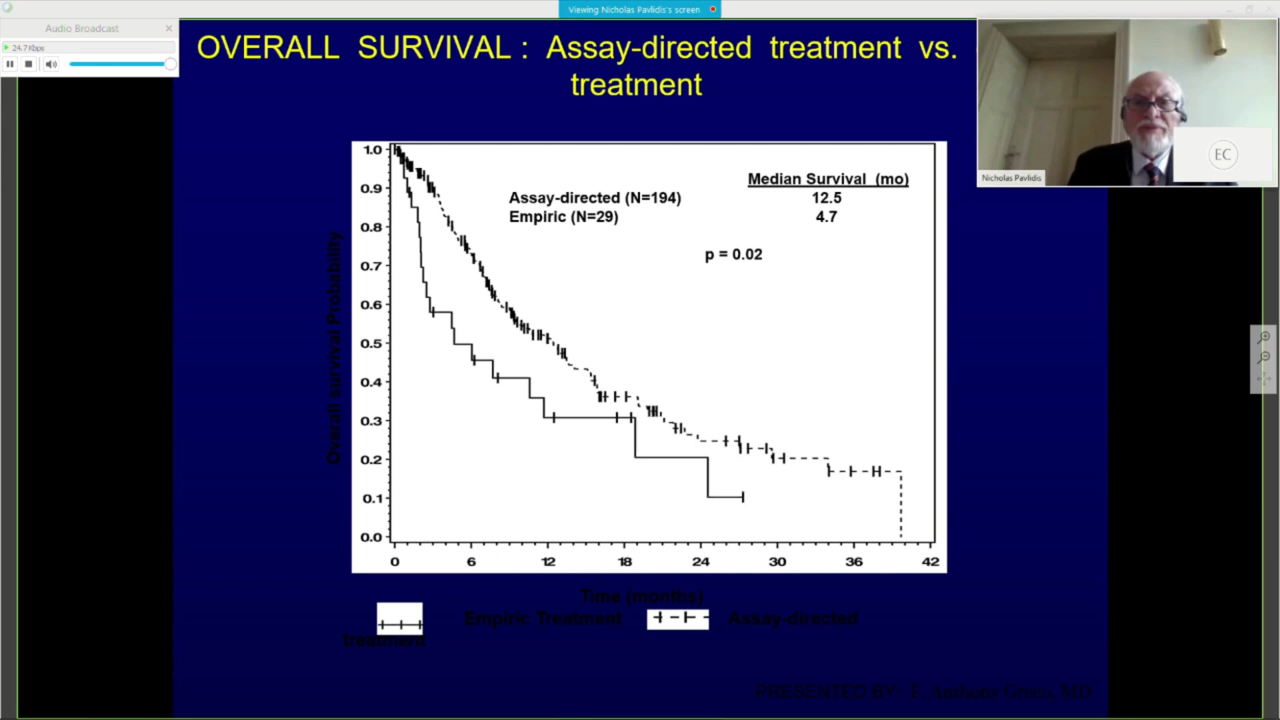 Viewing Nicholas Pavlidis's screen
Audio Broadcast
24.7 Kbps
OVERALL SURVIVAL : Assay-directed treatment vs.
treatment
Nicholas Pavlidis
EC
Median Survival (mo)
Assay-directed (N=194) 12.5
Empiric (N=29) 4.7
p = 0.02
Overall survival Probability
1.0
0.9
0.8
0.7
0.6
0.5
0.4
0.3
0.2
0.1
0.0
0 6 12 18 24 30 36 42
Time (months)
Empiric Treatment Assay-directed
treatment
PRESENTED BY: F. Anthony Greco, MD